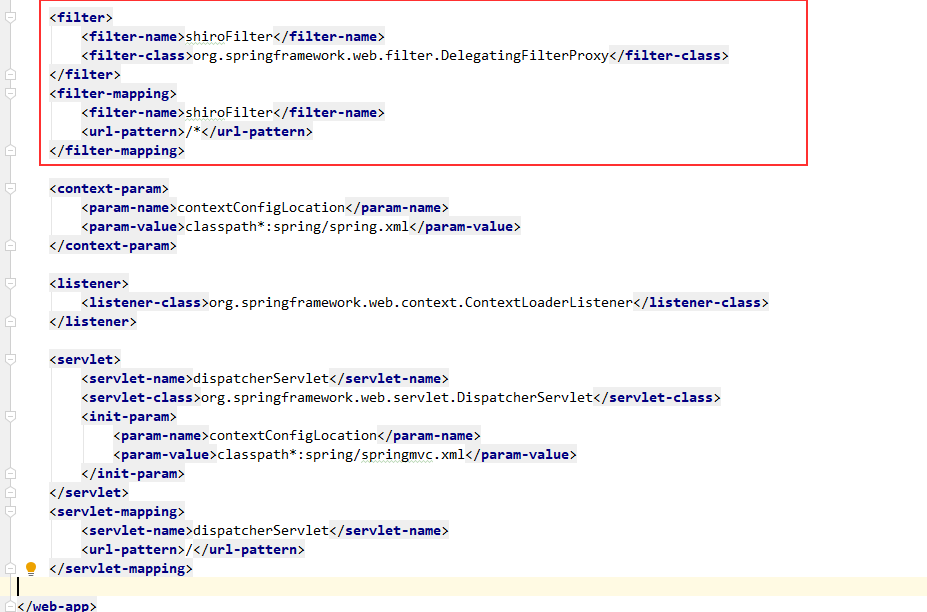 <filter>
<filter-name>shiroFilter</filter-name>
<filter-class>org.springframework.web.filter.DelegatingFilterProxy</filter-class>
</filter>
<filter-mapping>
<filter-name>shiroFilter</filter-name>
<url-pattern>/*</url-pattern>
</filter-mapping>
<context-param>
<param-name>contextConfigLocation</param-name>
<param-value>classpath*:spring/spring.xml</param-value>
</context-param>
<listener>
<listener-class>org.springframework.web.context.ContextLoaderListener</listener-class>
</listener>
<servlet>
<servlet-name>dispatcherServlet</servlet-name>
<servlet-class>org.springframework.web.servlet.DispatcherServlet</servlet-class>
<init-param>
<param-name>contextConfigLocation</param-name>
<param-value>classpath*:spring/springmvc.xml</param-value>
</init-param>
</servlet>
<servlet-mapping>
<servlet-name>dispatcherServlet</servlet-name>
<url-pattern>/</url-pattern>
</servlet-mapping>
</web-app>